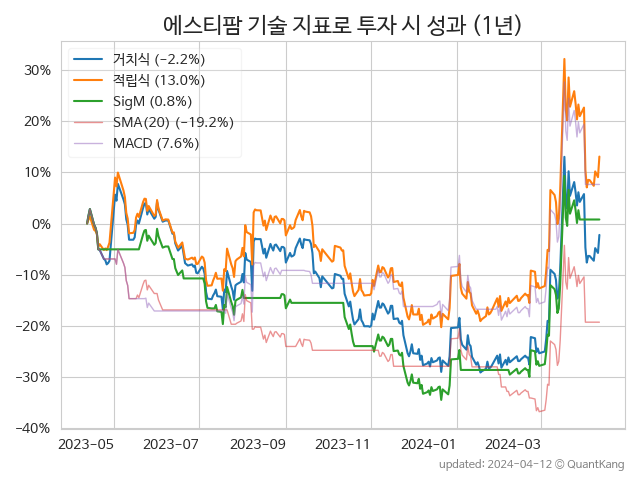 에스티팜 기술 지표로 투자 시 성과 (1년)
거치식 (−2.2%)
적립식 (13.0%)
SigM (0.8%)
SMA(20) (−19.2%)
MACD (7.6%)
30%
20%
10%
0%
−10%
−20%
−30%
−40%
2023-05 2023-07 2023-09 2023-11 2024-01 2024-03
updated: 2024-04-12 © QuantKang